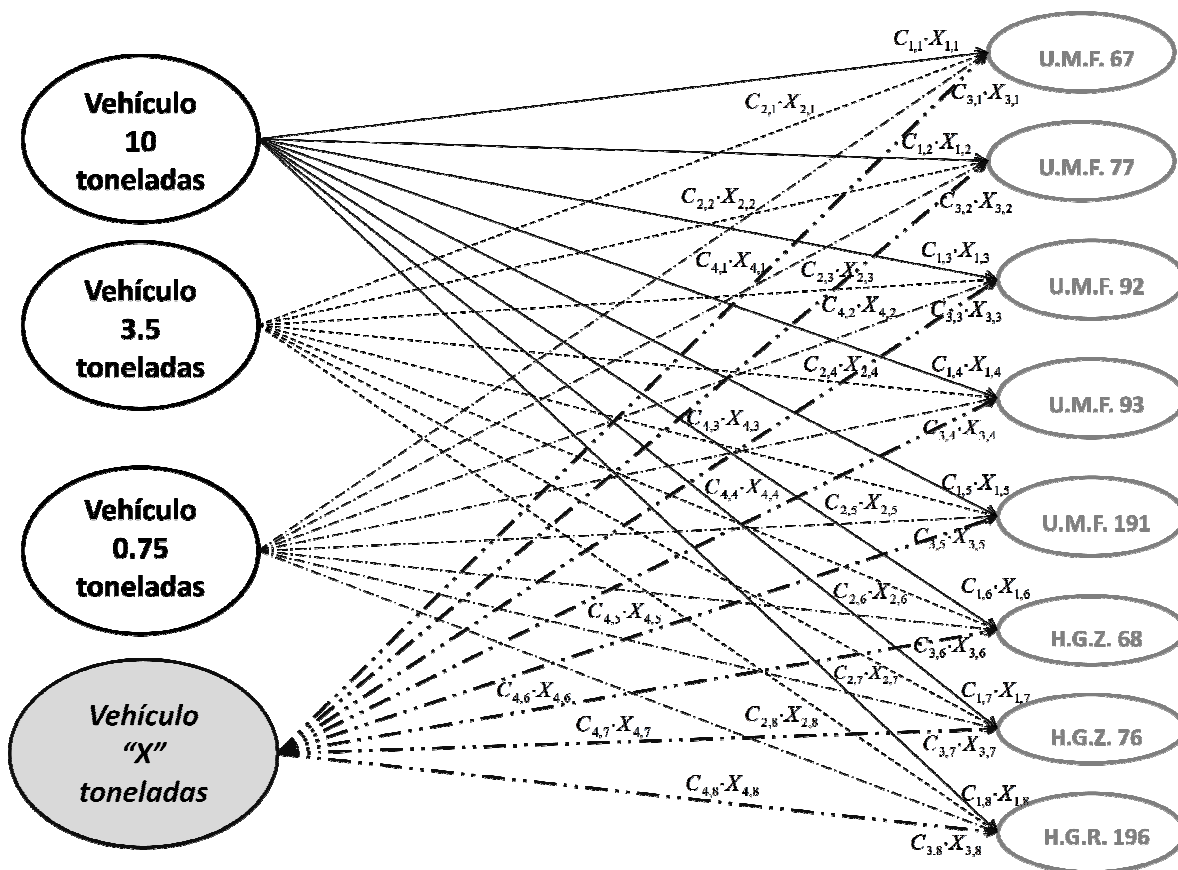 Vehículo
10
toneladas
Vehículo
3.5
toneladas
Vehículo
0.75
toneladas
Vehículo
“X”
toneladas
C1,1·X1,1
C2,1·X2,1
C3,1·X3,1
C1,2·X1,2
C2,2·X2,2
C3,2·X3,2
C4,1·X4,1
C2,3·X2,3
C1,3·X1,3
C4,2·X4,2
C3,3·X3,3
C2,4·X2,4
C1,4·X1,4
C4,3·X4,3
C3,4·X3,4
C4,4·X4,4
C2,5·X2,5
C1,5·X1,5
C3,5·X3,5
C4,5·X4,5
C2,6·X2,6
C1,6·X1,6
C3,6·X3,6
C4,6·X4,6
C2,7·X2,7
C1,7·X1,7
C4,7·X4,7
C2,8·X2,8
C3,7·X3,7
C4,8·X4,8
C1,8·X1,8
C3.8·X3,8
U.M.F. 67
U.M.F. 77
U.M.F. 92
U.M.F. 93
U.M.F. 191
H.G.Z. 68
H.G.Z. 76
H.G.R. 196